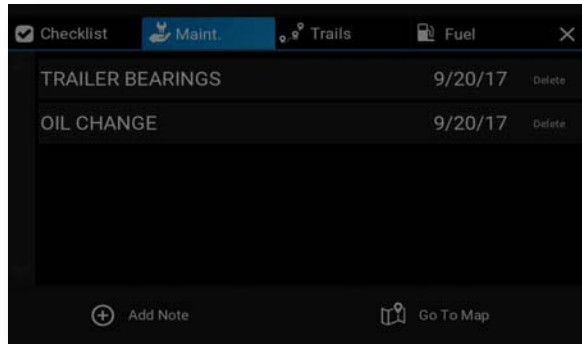 Checklist Maint. Trails Fuel
TRAILER BEARINGS 9/20/17 Delete
OIL CHANGE 9/20/17 Delete
Add Note Go To Map